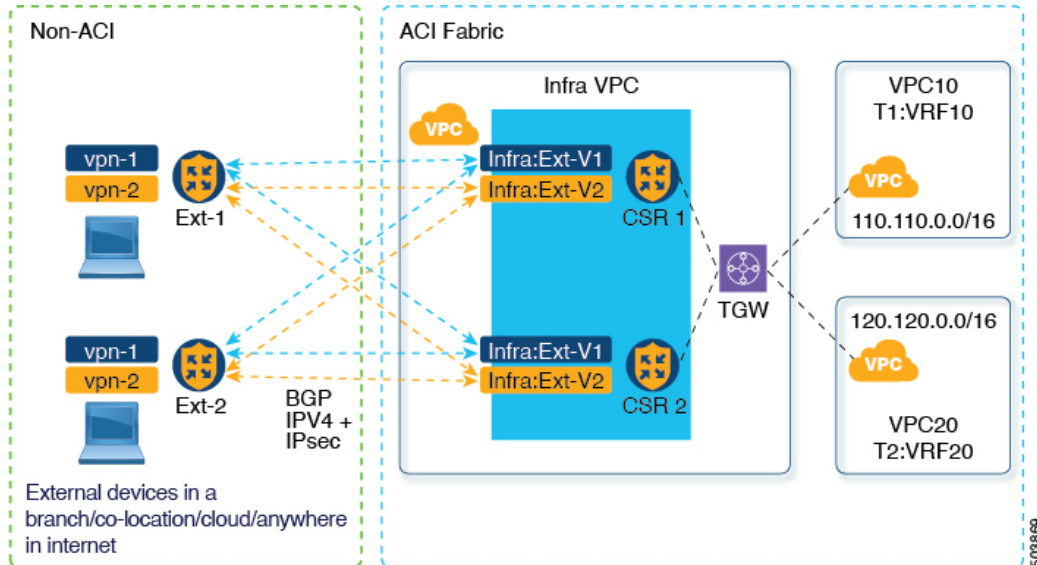 Non-ACI
vpn-1
vpn-2
Ext-1
vpn-1
vpn-2
Ext-2
BGP
IPV4 +
IPsec
External devices in a
branch/co-location/cloud/anywhere
in internet
ACI Fabric
Infra VPC
VPC
Infra:Ext-V1
Infra:Ext-V2
CSR 1
Infra:Ext-V1
Infra:Ext-V2
CSR 2
TGW
VPC10
T1:VRF10
VPC
110.110.0.0/16
120.120.0.0/16
VPC
VPC20
T2:VRF20
503869